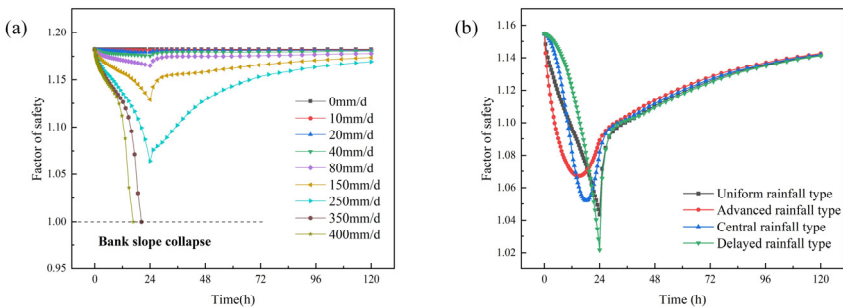 (a)
1.20
1.15
1.10
1.05
1.00
0.95
Factor of safety
0mm/d
10mm/d
20mm/d
40mm/d
80mm/d
150mm/d
250mm/d
350mm/d
400mm/d
Bank slope collapse
0 24 48 72 96 120
Time(h)
(b)
1.16
1.14
1.12
1.10
1.08
1.06
1.04
1.02
Factor of safety
Uniform rainfall type
Advanced rainfall type
Central rainfall type
Delayed rainfall type
0 24 48 72 96 120
Time(h)